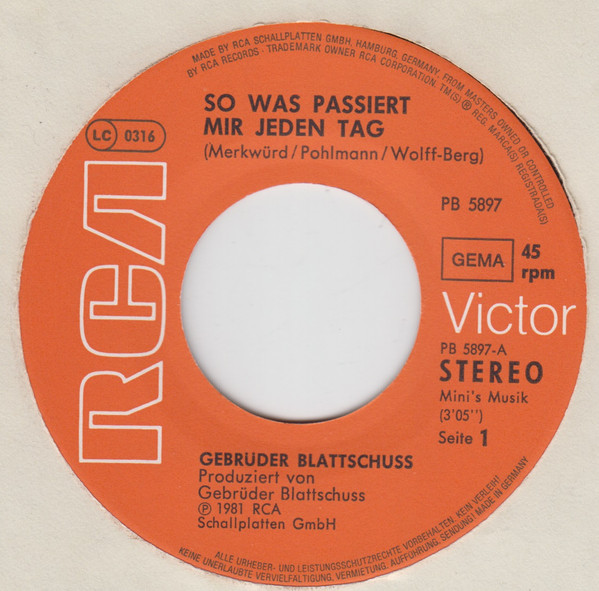 MADE BY RCA SCHALLPLATTEN GMBH, HAMBURG, GERMANY, FROM MASTERS OWNED OR CONTROLLED
BY RCA RECORDS · TRADEMARK OWNER RCA CORPORATION, TM(S) ® REG. MARCA(S) REGISTRADA(S)
SO WAS PASSIERT
MIR JEDEN TAG
(Merkwürd/Pohlmann/Wolff-Berg)
LC 0316
RCA
PB 5897
GEMA
45
rpm
Victor
PB 5897-A
STEREO
Mini's Musik
(3'05'')
Seite 1
GEBRÜDER BLATTSCHUSS
Produziert von
Gebrüder Blattschuss
℗ 1981 RCA
Schallplatten GmbH
ALLE URHEBER- UND LEISTUNGSSCHUTZRECHTE VORBEHALTEN. KEIN VERLEIH!
KEINE UNERLAUBTE VERVIELFÄLTIGUNG, VERMIETUNG, AUFFÜHRUNG, SENDUNG! MADE IN GERMANY